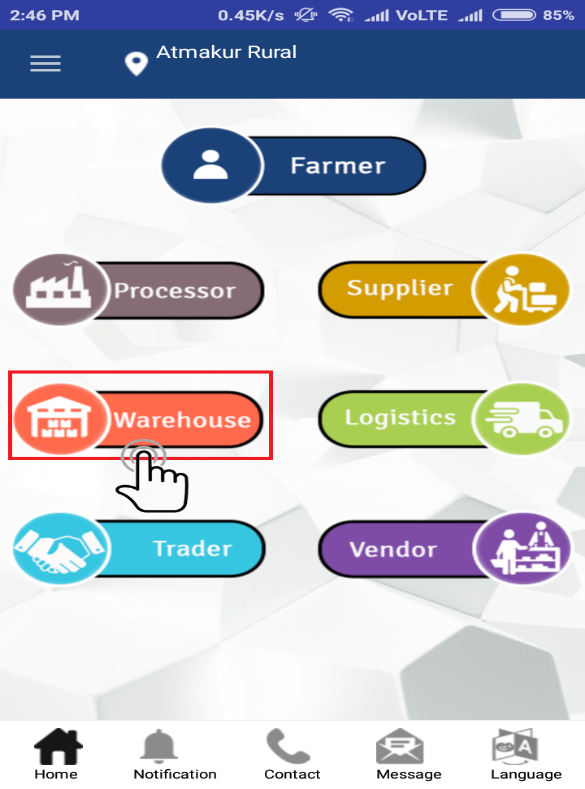 2:46 PM 0.45K/s VoLTE 85%
Atmakur Rural
Farmer
Processor
Supplier
Warehouse
Logistics
Trader
Vendor
Home Notification Contact Message Language